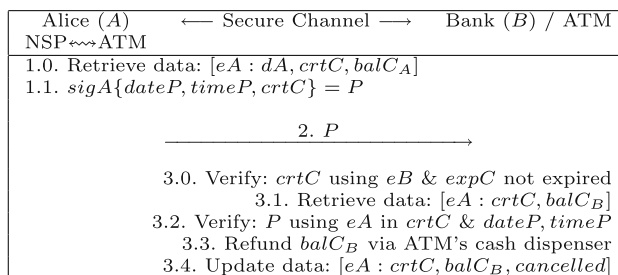 Alice (A) ⟵ Secure Channel ⟶ Bank (B) / ATM
NSP↭ATM
1.0. Retrieve data: [eA : dA, crtC, balC_A]
1.1. sigA{dateP, timeP, crtC} = P
2. P
3.0. Verify: crtC using eB & expC not expired
3.1. Retrieve data: [eA : crtC, balC_B]
3.2. Verify: P using eA in crtC & dateP, timeP
3.3. Refund balC_B via ATM's cash dispenser
3.4. Update data: [eA : crtC, balC_B, cancelled]